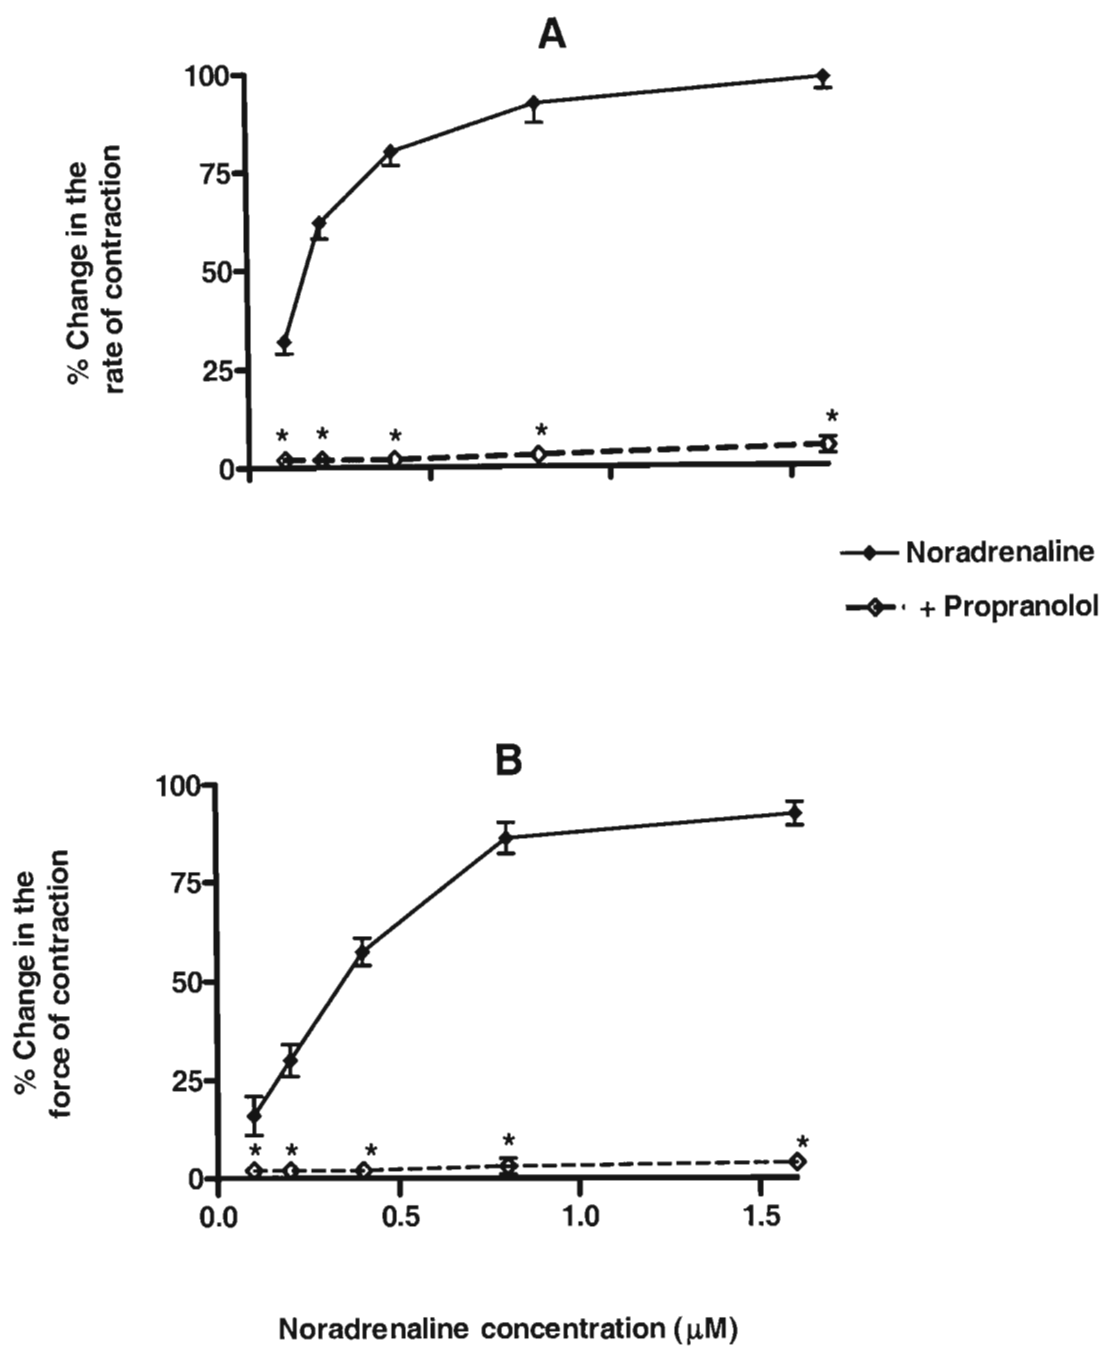 A
100
75
50
25
0
% Change in the
rate of contraction
* * * * *
Noradrenaline
+ Propranolol
B
100
75
50
25
0
% Change in the
force of contraction
* * * * *
0.0 0.5 1.0 1.5
Noradrenaline concentration (μM)